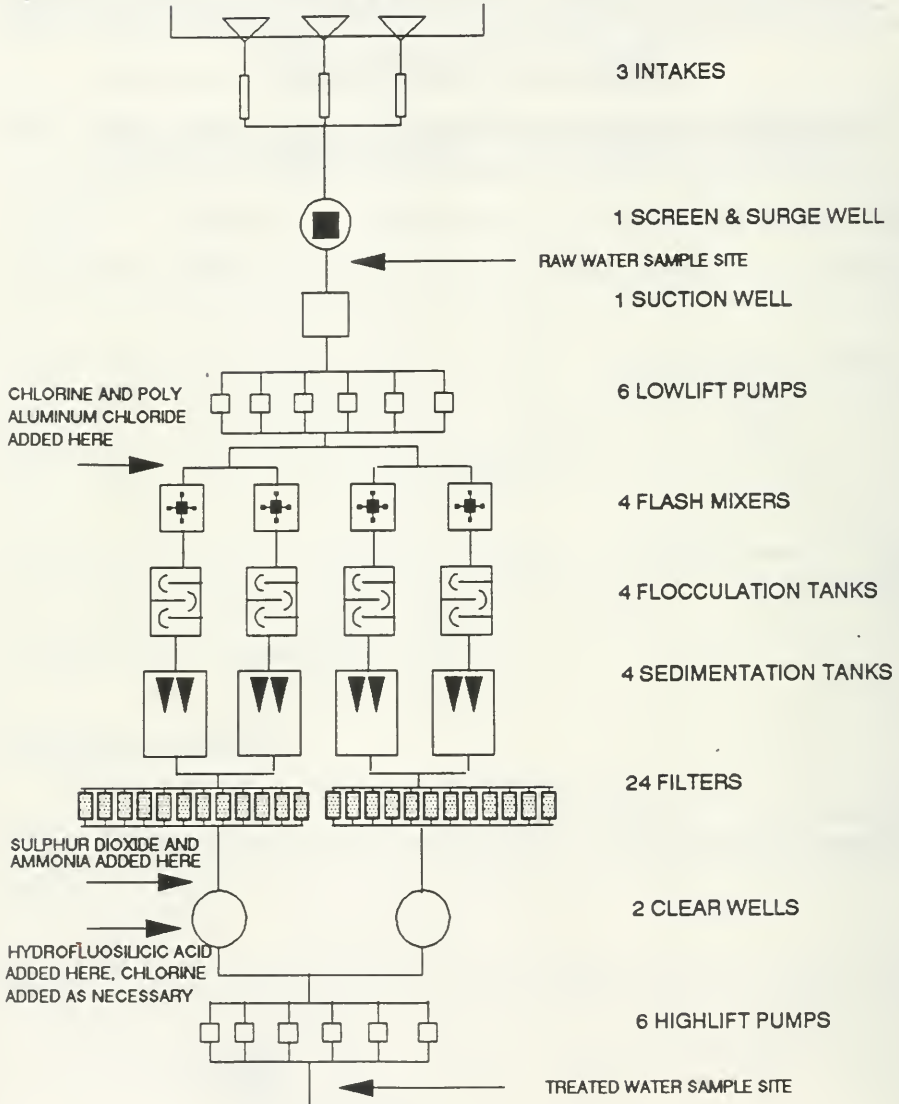 3 INTAKES
1 SCREEN & SURGE WELL
RAW WATER SAMPLE SITE
1 SUCTION WELL
CHLORINE AND POLY
ALUMINUM CHLORIDE
ADDED HERE
6 LOWLIFT PUMPS
4 FLASH MIXERS
4 FLOCCULATION TANKS
4 SEDIMENTATION TANKS
24 FILTERS
SULPHUR DIOXIDE AND
AMMONIA ADDED HERE
2 CLEAR WELLS
HYDROFLUOSILICIC ACID
ADDED HERE, CHLORINE
ADDED AS NECESSARY
6 HIGHLIFT PUMPS
TREATED WATER SAMPLE SITE